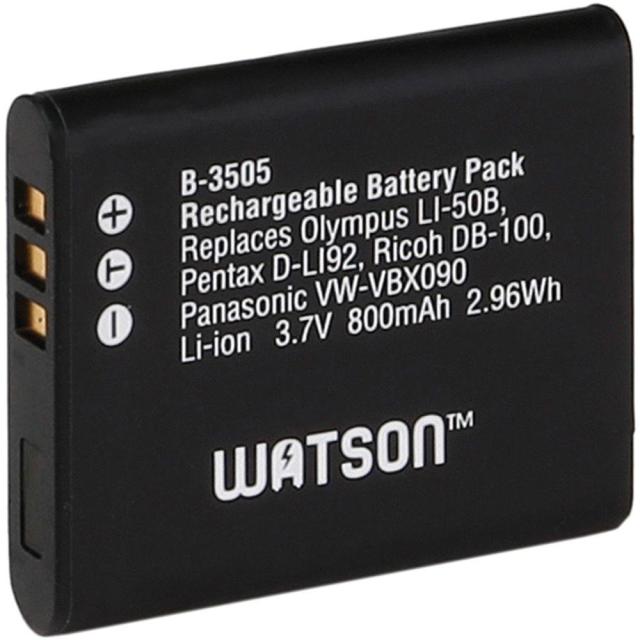 B-3505
Rechargeable Battery Pack
Replaces Olympus LI-50B,
Pentax D-LI92, Ricoh DB-100,
Panasonic VW-VBX090
Li-ion 3.7V 800mAh 2.96Wh
+
T
−
WATSON™